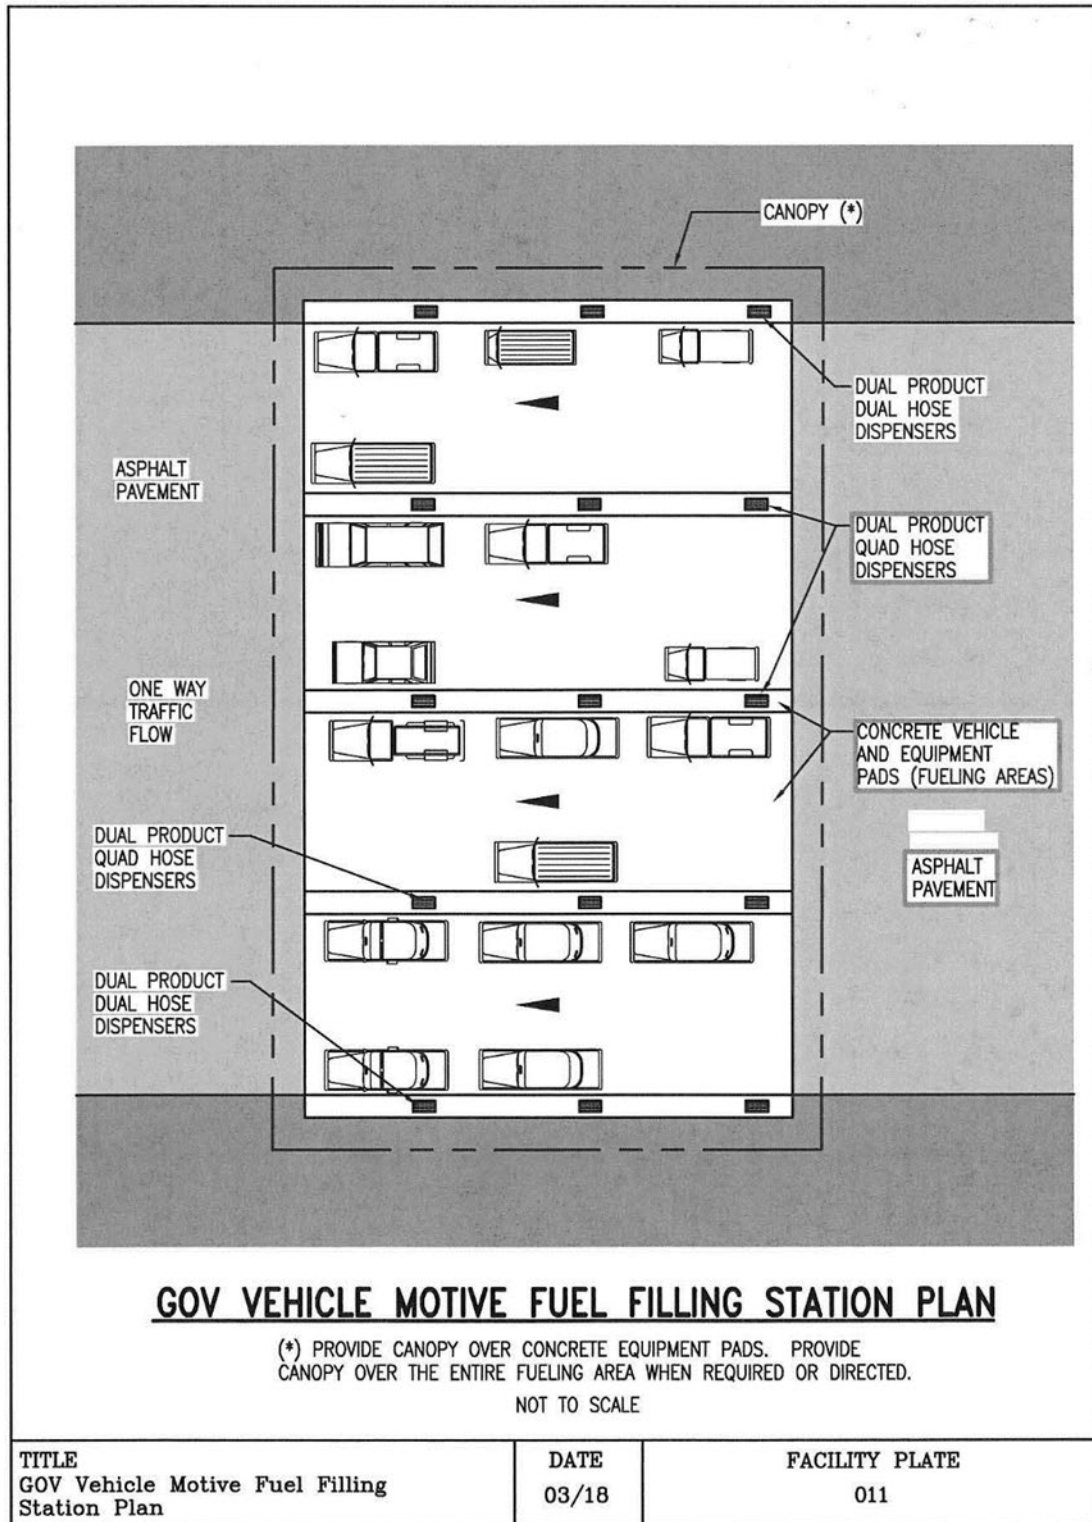 CANOPY (*)
DUAL PRODUCT
DUAL HOSE
DISPENSERS
ASPHALT
PAVEMENT
DUAL PRODUCT
QUAD HOSE
DISPENSERS
ONE WAY
TRAFFIC
FLOW
CONCRETE VEHICLE
AND EQUIPMENT
PADS (FUELING AREAS)
DUAL PRODUCT
QUAD HOSE
DISPENSERS
ASPHALT
PAVEMENT
DUAL PRODUCT
DUAL HOSE
DISPENSERS
GOV VEHICLE MOTIVE FUEL FILLING STATION PLAN
(*) PROVIDE CANOPY OVER CONCRETE EQUIPMENT PADS. PROVIDE
CANOPY OVER THE ENTIRE FUELING AREA WHEN REQUIRED OR DIRECTED.
NOT TO SCALE
TITLE
GOV Vehicle Motive Fuel Filling
Station Plan
DATE
03/18
FACILITY PLATE
011